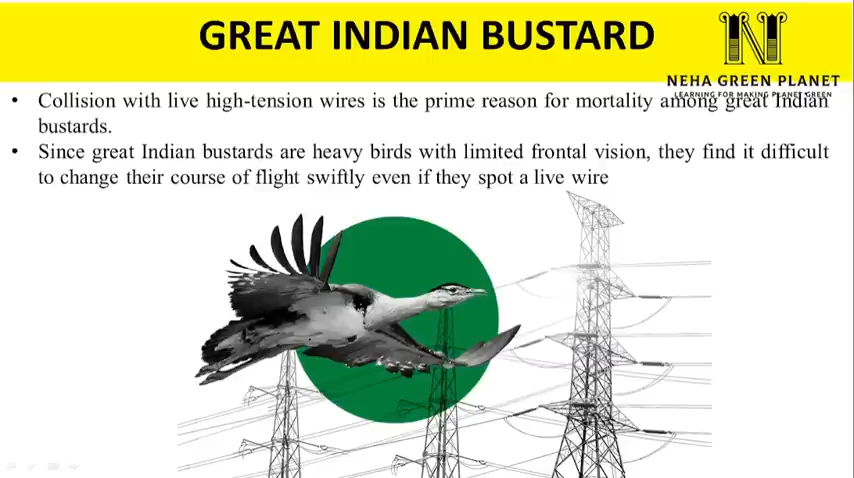 GREAT INDIAN BUSTARD
N
NEHA GREEN PLANET
LEARNING FOR MAKING PLANET GREEN
• Collision with live high-tension wires is the prime reason for mortality among great Indian
bustards.
• Since great Indian bustards are heavy birds with limited frontal vision, they find it difficult
to change their course of flight swiftly even if they spot a live wire